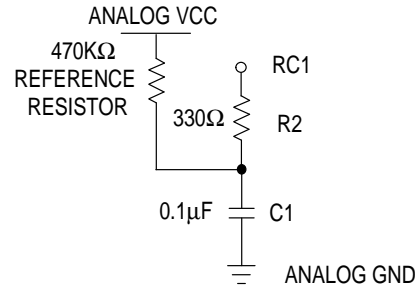 ANALOG VCC
470KΩ
REFERENCE
RESISTOR
RC1
330Ω
R2
0.1µF
C1
ANALOG GND